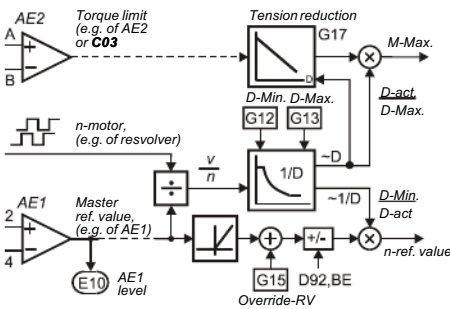 AE2
Torque limit
(e.g. of AE2
or C03
A
B
Tension reduction
G17
D
M-Max.
D-act
D-Max.
n-motor,
(e.g. of resvolver)
D-Min. D-Max.
G12
G13
v
n
1/D
~D
~1/D
D-Min.
D-act
AE1
Master
ref. value,
(e.g. of AE1)
2
4
+/-
n-ref. value
E10
AE1
level
G15
Override-RV
D92,BE